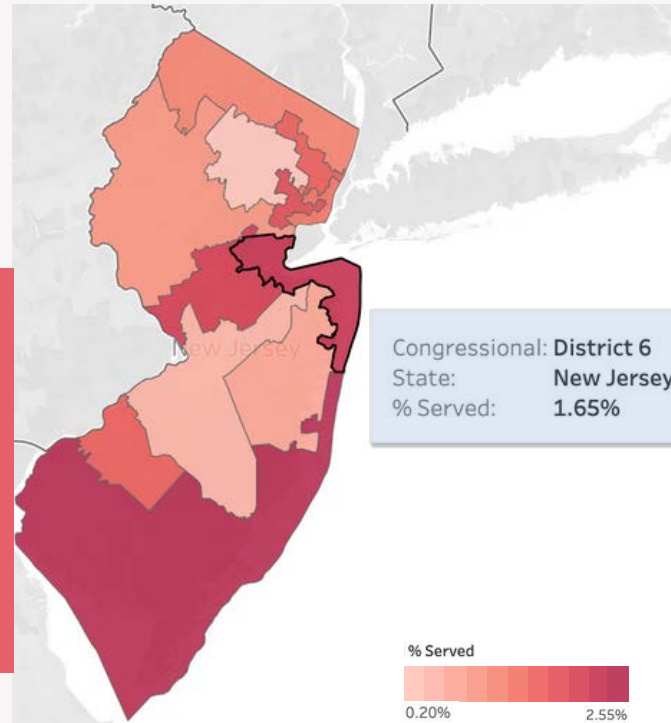 New Jersey
Congressional: District 6
State: New Jersey
% Served: 1.65%
% Served
0.20% 2.55%